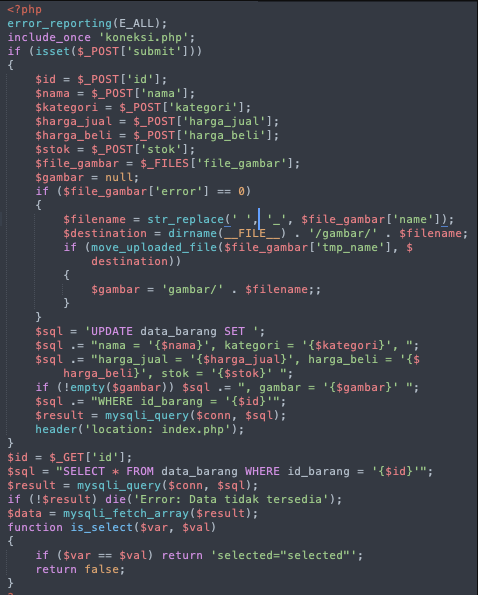 <?php
error_reporting(E_ALL);
include_once 'koneksi.php';
if (isset($_POST['submit']))
{
    $id = $_POST['id'];
    $nama = $_POST['nama'];
    $kategori = $_POST['kategori'];
    $harga_jual = $_POST['harga_jual'];
    $harga_beli = $_POST['harga_beli'];
    $stok = $_POST['stok'];
    $file_gambar = $_FILES['file_gambar'];
    $gambar = null;
    if ($file_gambar['error'] == 0)
    {
        $filename = str_replace(' ', '_', $file_gambar['name']);
        $destination = dirname(__FILE__) . '/gambar/' . $filename;
        if (move_uploaded_file($file_gambar['tmp_name'], $
            destination))
        {
            $gambar = 'gambar/' . $filename;;
        }
    }
    $sql = 'UPDATE data_barang SET ';
    $sql .= "nama = '{$nama}', kategori = '{$kategori}', ";
    $sql .= "harga_jual = '{$harga_jual}', harga_beli = '{$
        harga_beli}', stok = '{$stok}' ";
    if (!empty($gambar)) $sql .= ", gambar = '{$gambar}' ";
    $sql .= "WHERE id_barang = '{$id}'";
    $result = mysqli_query($conn, $sql);
    header('location: index.php');
}
$id = $_GET['id'];
$sql = "SELECT * FROM data_barang WHERE id_barang = '{$id}'";
$result = mysqli_query($conn, $sql);
if (!$result) die('Error: Data tidak tersedia');
$data = mysqli_fetch_array($result);
function is_select($var, $val)
{
    if ($var == $val) return 'selected="selected"';
    return false;
}